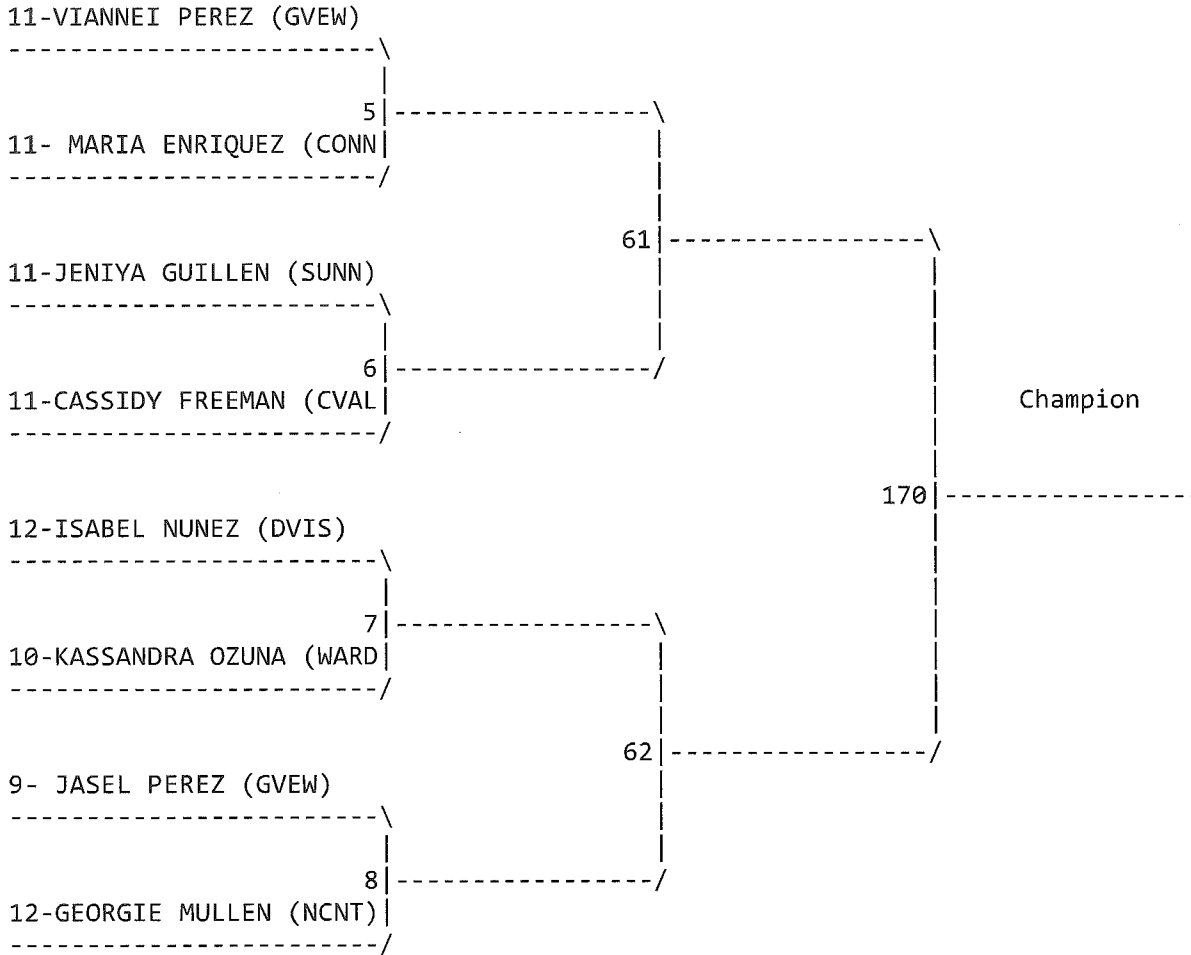 11-VIANNEI PEREZ (GVEW)
5
11- MARIA ENRIQUEZ (CONN
61
11-JENIYA GUILLEN (SUNN)
6
11-CASSIDY FREEMAN (CVAL
Champion
170
12-ISABEL NUNEZ (DVIS)
7
10-KASSANDRA OZUNA (WARD
62
9- JASEL PEREZ (GVEW)
8
12-GEORGIE MULLEN (NCNT)